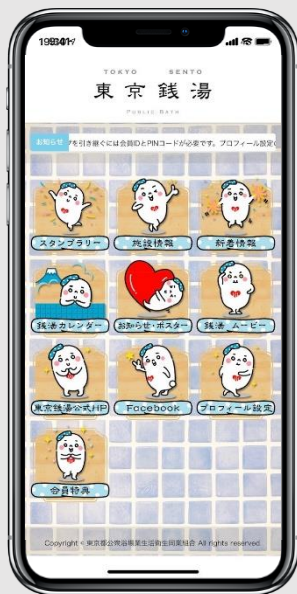 TOKYO SENTO
東京銭湯
PUBLIC BATH
お知らせ
を引き継ぐには会員IDとPINコードが必要です。プロフィール設定
スタンプラリー
施設情報
新着情報
銭湯カレンダー
お知らせ・ポスター
銭湯 ムービー
東京銭湯公式HP
Facebook
プロフィール設定
会員特典
Copyright © 東京都公衆浴場業生活衛生同業組合 All rights reserved.